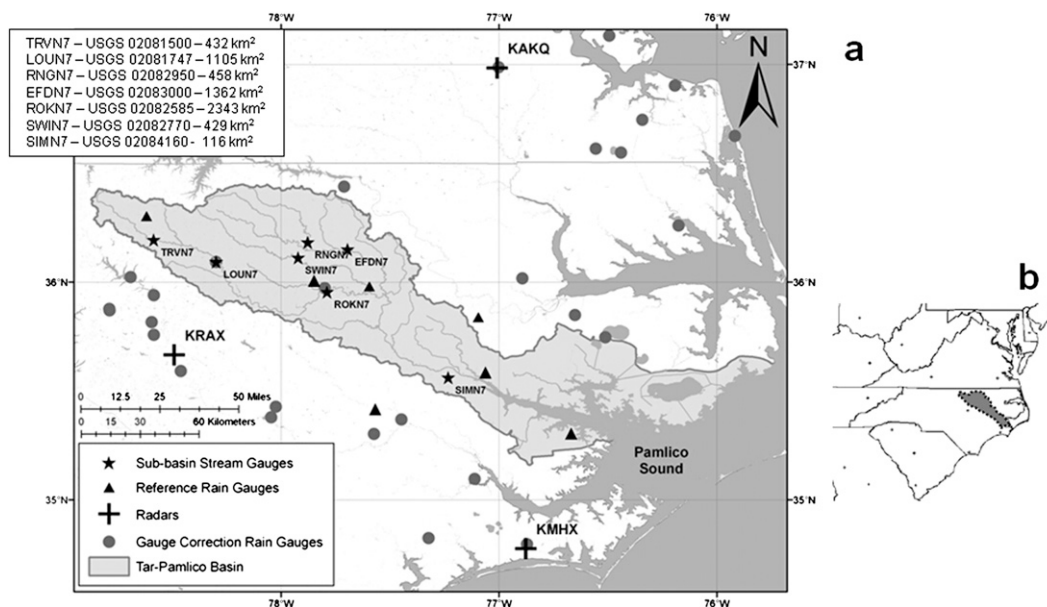 TRVN7 – USGS 02081500 – 432 km²
LOUN7 – USGS 02081747 – 1105 km²
RNGN7 – USGS 02082950 – 458 km²
EFDN7 – USGS 02083000 – 1362 km²
ROKN7 – USGS 02082585 – 2343 km²
SWIN7 – USGS 02082770 – 429 km²
SIMN7 – USGS 02084160 - 116 km²
78°W
77°W
76°W
a
KAKQ
N
37°N
37°N
TRVN7
RNGN7
EFDN7
SWIN7
LOUN7
36°N
36°N
ROKN7
b
KRAX
SIMN7
0 12.5 25 50 Miles
0 15 30 60 Kilometers
Pamlico
Sound
Sub-basin Stream Gauges
Reference Rain Gauges
Radars
Gauge Correction Rain Gauges
Tar-Pamlico Basin
35°N
35°N
KMHX
78°W
77°W
76°W